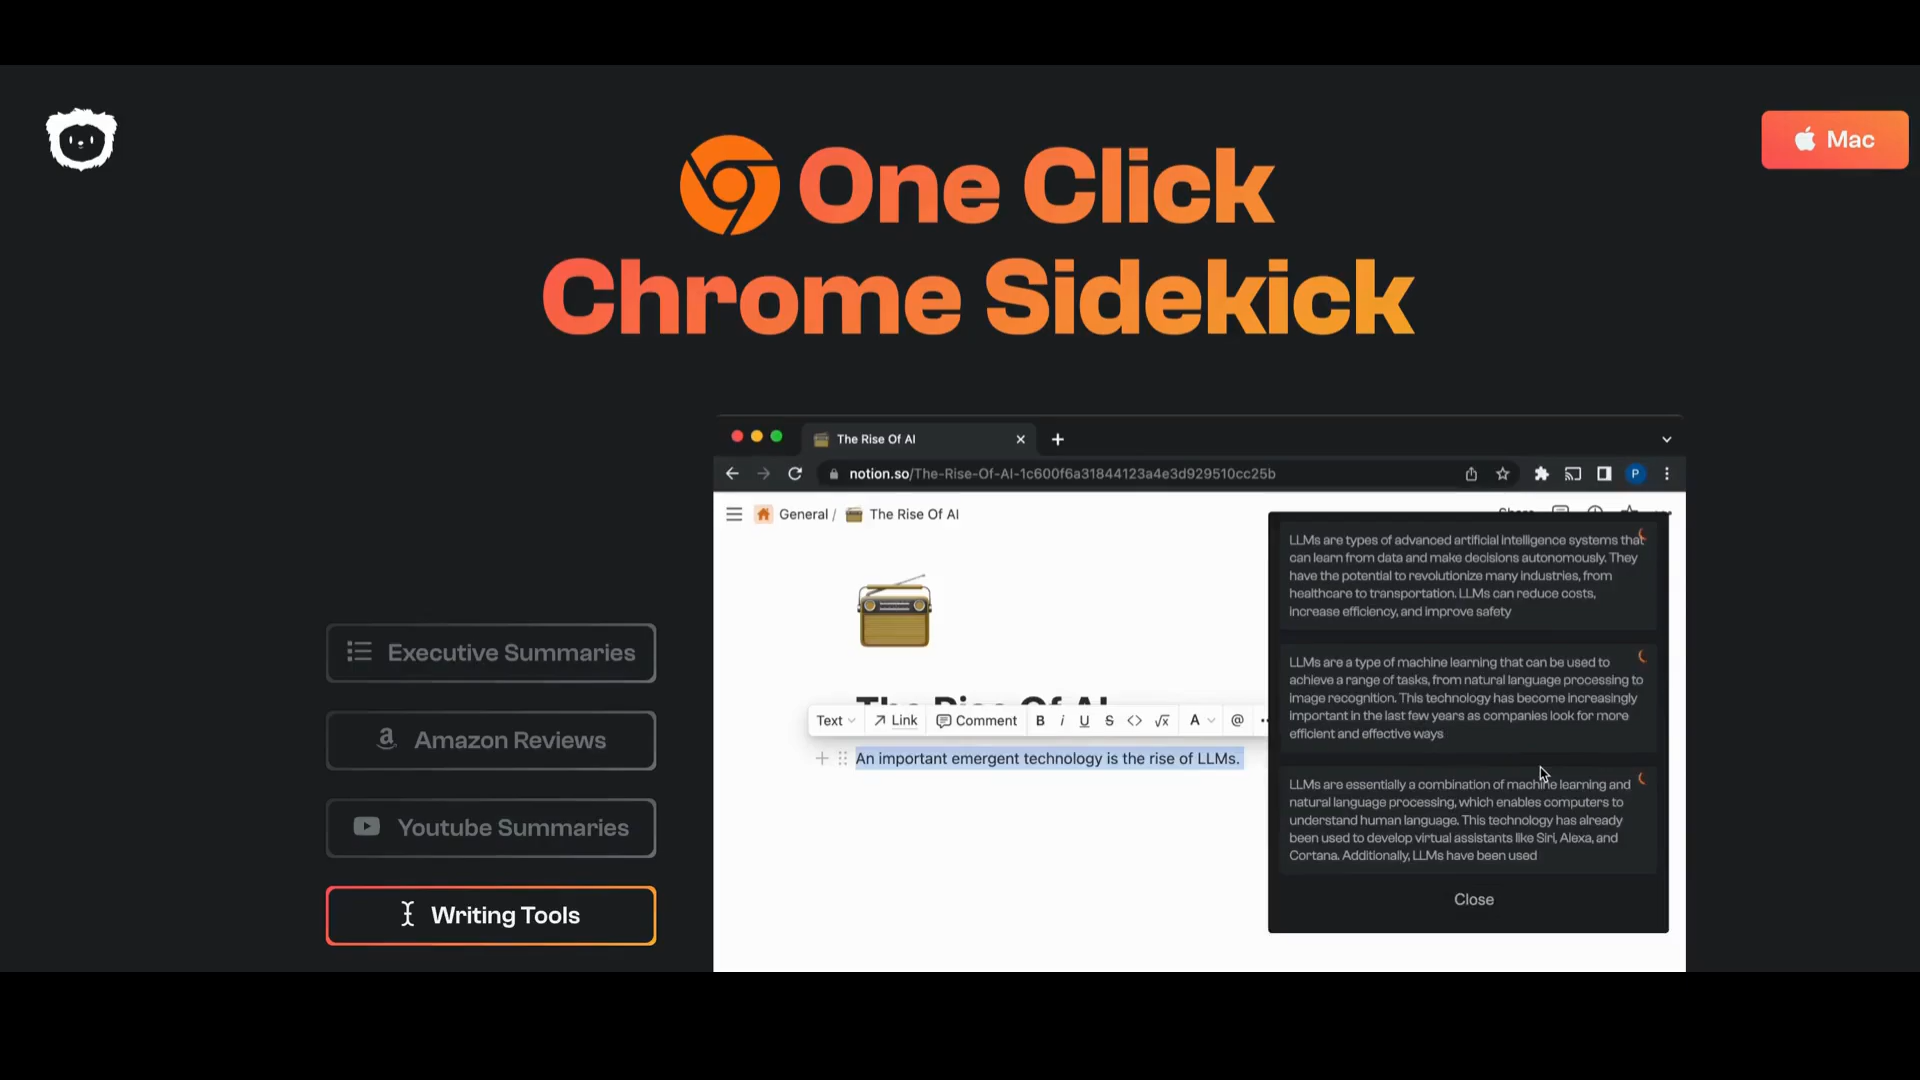 Mac
One Click
Chrome Sidekick
The Rise Of AI
notion.so/The-Rise-Of-AI-1c600f6a31844123a4e3d929510cc25b
P
General / The Rise Of AI
Share
LLMs are types of advanced artificial intelligence systems that
can learn from data and make decisions autonomously. They
have the potential to revolutionize many industries, from
healthcare to transportation. LLMs can reduce costs,
increase efficiency, and improve safety
Executive Summaries
LLMs are a type of machine learning that can be used to
achieve a range of tasks, from natural language processing to
image recognition. This technology has become increasingly
important in the last few years as companies look for more
efficient and effective ways
The Rise Of AI
Text Link Comment B i U S <> √x A @
Amazon Reviews
An important emergent technology is the rise of LLMs.
LLMs are essentially a combination of machine learning and
natural language processing, which enables computers to
understand human language. This technology has already
been used to develop virtual assistants like Siri, Alexa, and
Cortana. Additionally, LLMs have been used
Youtube Summaries
Close
Writing Tools